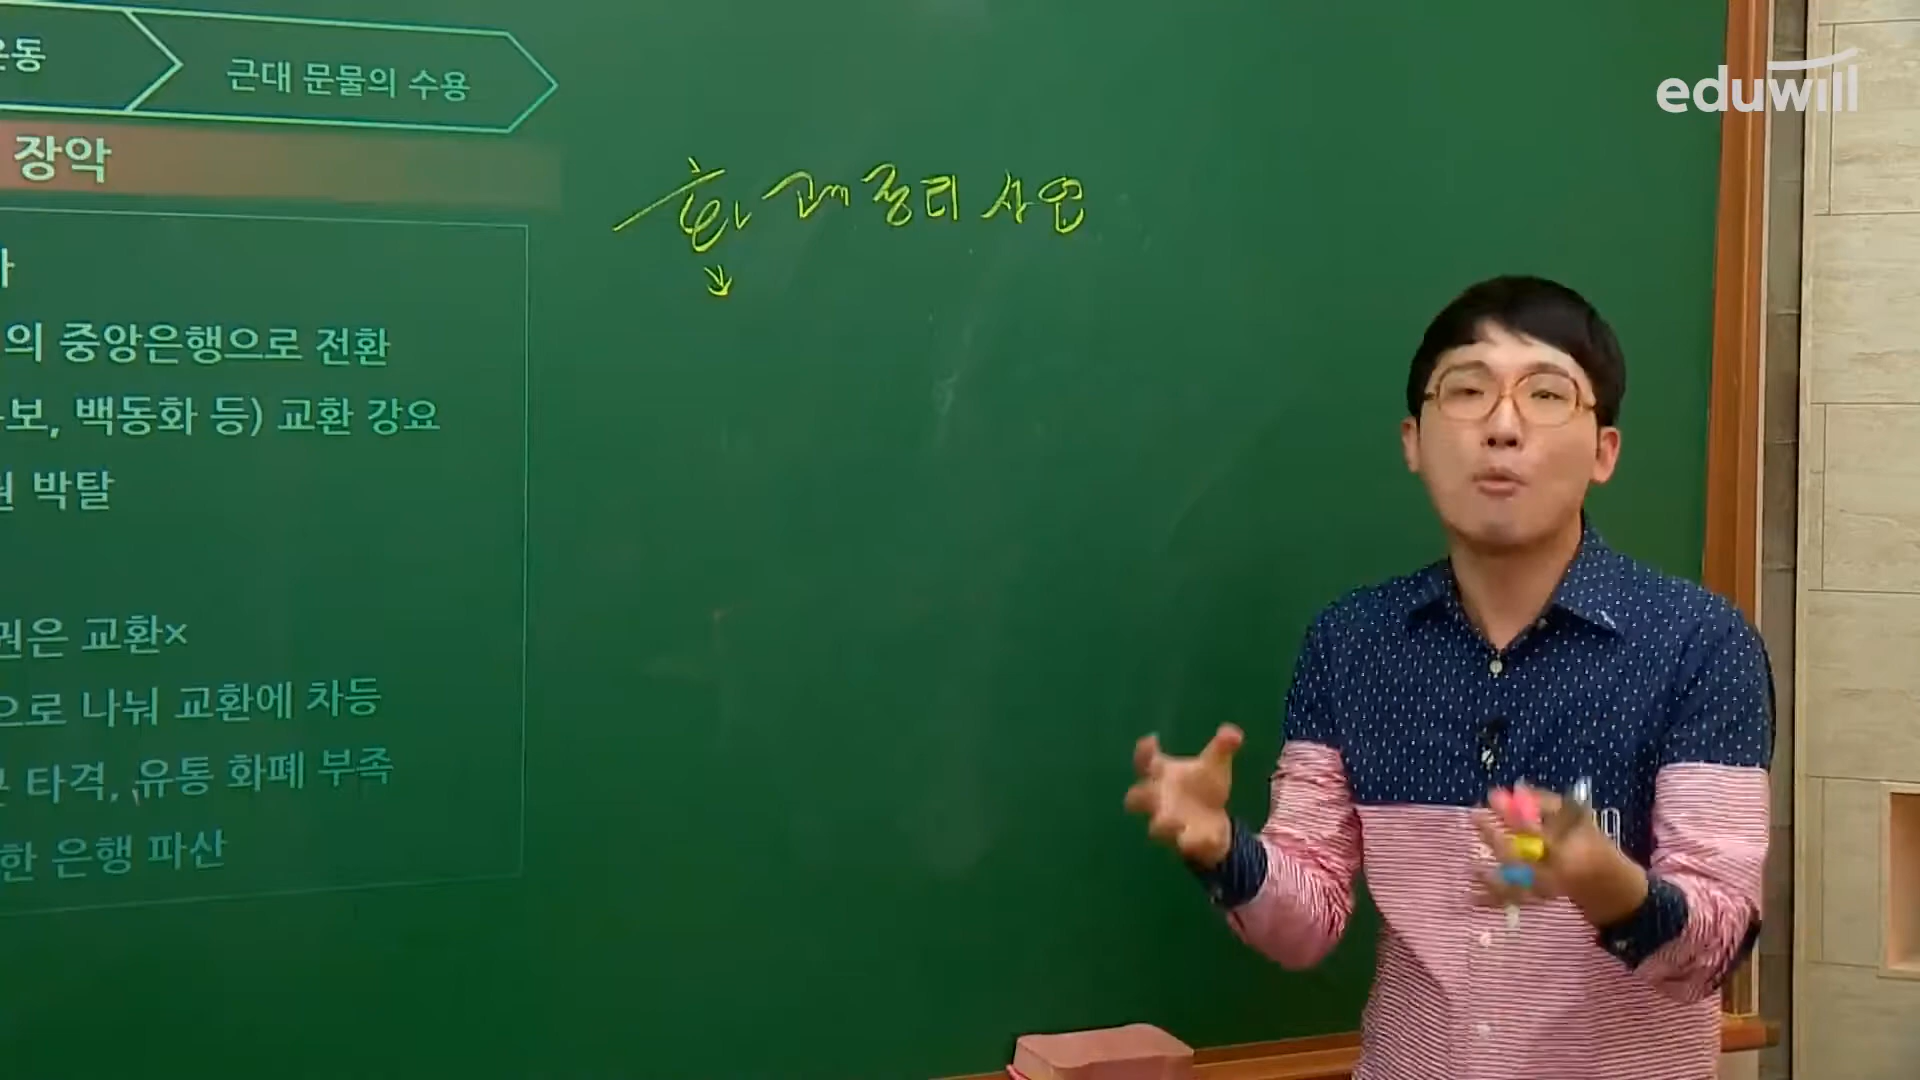 운동
근대 문물의 수용
eduwill
장악
화폐 정리 사업
의 중앙은행으로 전환
보, 백동화 등) 교환 강요
권 박탈
권은 교환×
으로 나눠 교환에 차등
타격, 유통 화폐 부족
한 은행 파산